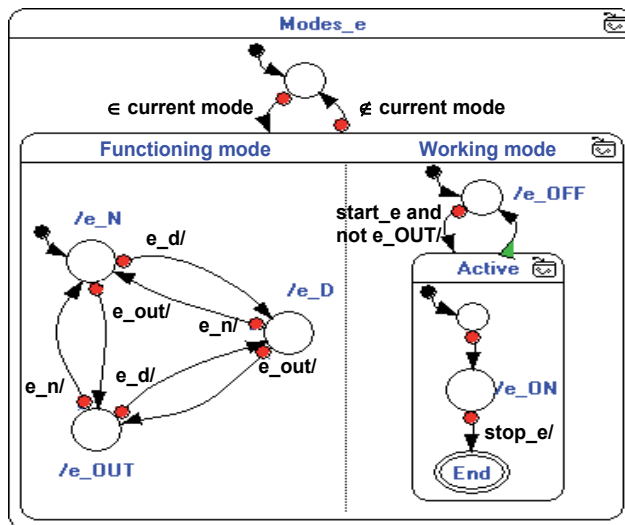 Modes_e
∈ current mode
∉ current mode
Functioning mode
/e_N
e_d/
/e_D
e_out/
e_n/
e_out/
e_d/
e_n/
/e_OUT
Working mode
/e_OFF
start_e and
not e_OUT/
Active
/e_ON
stop_e/
End